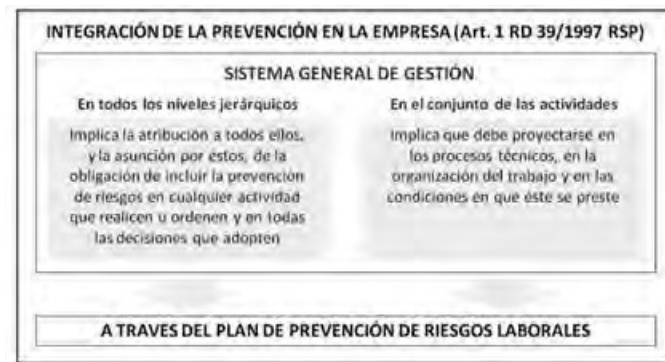 INTEGRACIÓN DE LA PREVENCIÓN EN LA EMPRESA (Art. 1 RD 39/1997 RSP)
SISTEMA GENERAL DE GESTIÓN
En todos los niveles jerárquicos
Implica la atribución a todos ellos,
y la asunción por éstos, de la
obligación de incluir la prevención
de riesgos en cualquier actividad
que realicen u ordenen y en todas
las decisiones que adopten
En el conjunto de las actividades
Implica que debe proyectarse en
los procesos técnicos, en la
organización del trabajo y en las
condiciones en que éste se preste
A TRAVES DEL PLAN DE PREVENCIÓN DE RIESGOS LABORALES